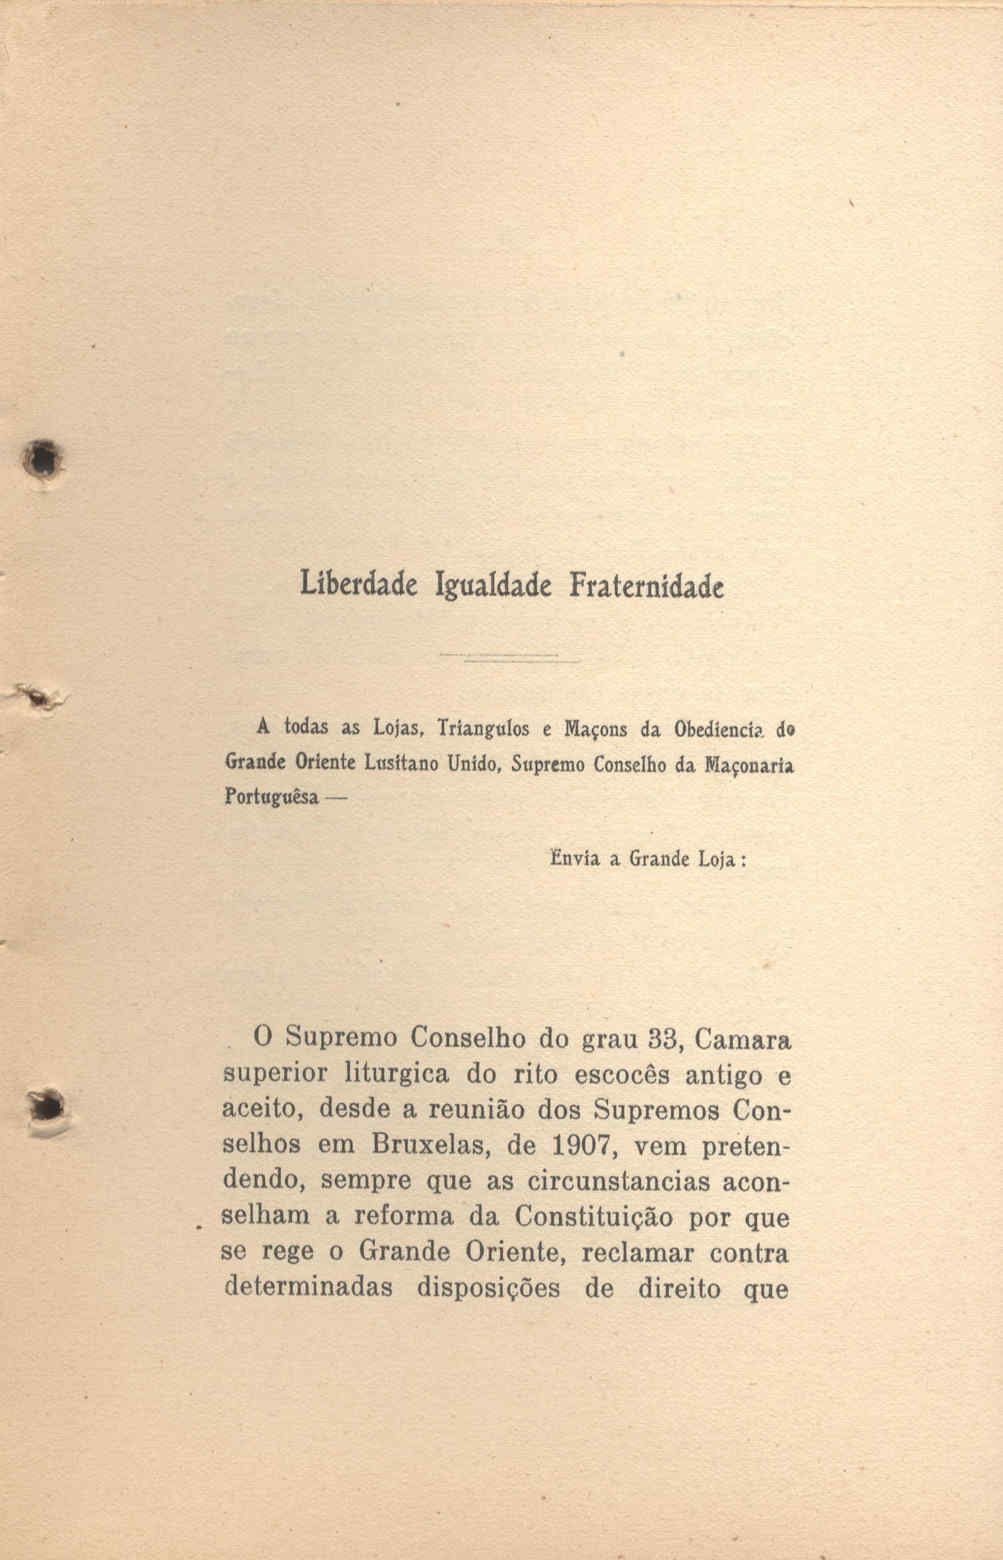 Liberdade Igualdade Fraternidade
A todas as Lojas, Triangulos e Maçons da Obediencia do
Grande Oriente Lusitano Unido, Supremo Conselho da Maçonaria
Portuguêsa —
Envia a Grande Loja :
O Supremo Conselho do grau 33, Camara
superior liturgica do rito escocês antigo e
aceito, desde a reunião dos Supremos Con-
selhos em Bruxelas, de 1907, vem preten-
dendo, sempre que as circunstancias acon-
selham a reforma da Constituição por que
se rege o Grande Oriente, reclamar contra
determinadas disposições de direito que